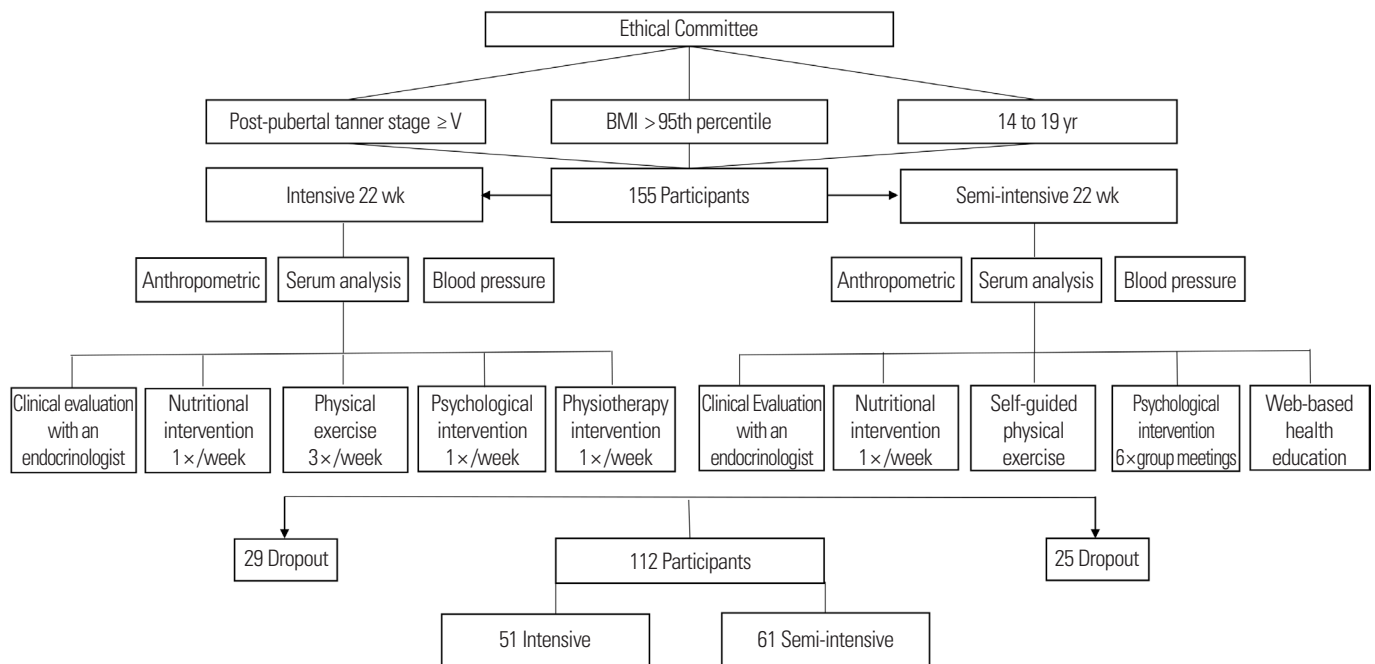 Ethical Committee
Post-pubertal tanner stage ≥ V
BMI > 95th percentile
14 to 19 yr
Intensive 22 wk
155 Participants
Semi-intensive 22 wk
Anthropometric
Serum analysis
Blood pressure
Anthropometric
Serum analysis
Blood pressure
Clinical evaluation
with an
endocrinologist
Nutritional
intervention
1×/week
Physical
exercise
3×/week
Psychological
intervention
1×/week
Physiotherapy
intervention
1×/week
Clinical Evaluation
with an
endocrinologist
Nutritional
intervention
1×/week
Self-guided
physical
exercise
Psychological
intervention
6×group meetings
Web-based
health
education
29 Dropout
112 Participants
25 Dropout
51 Intensive
61 Semi-intensive